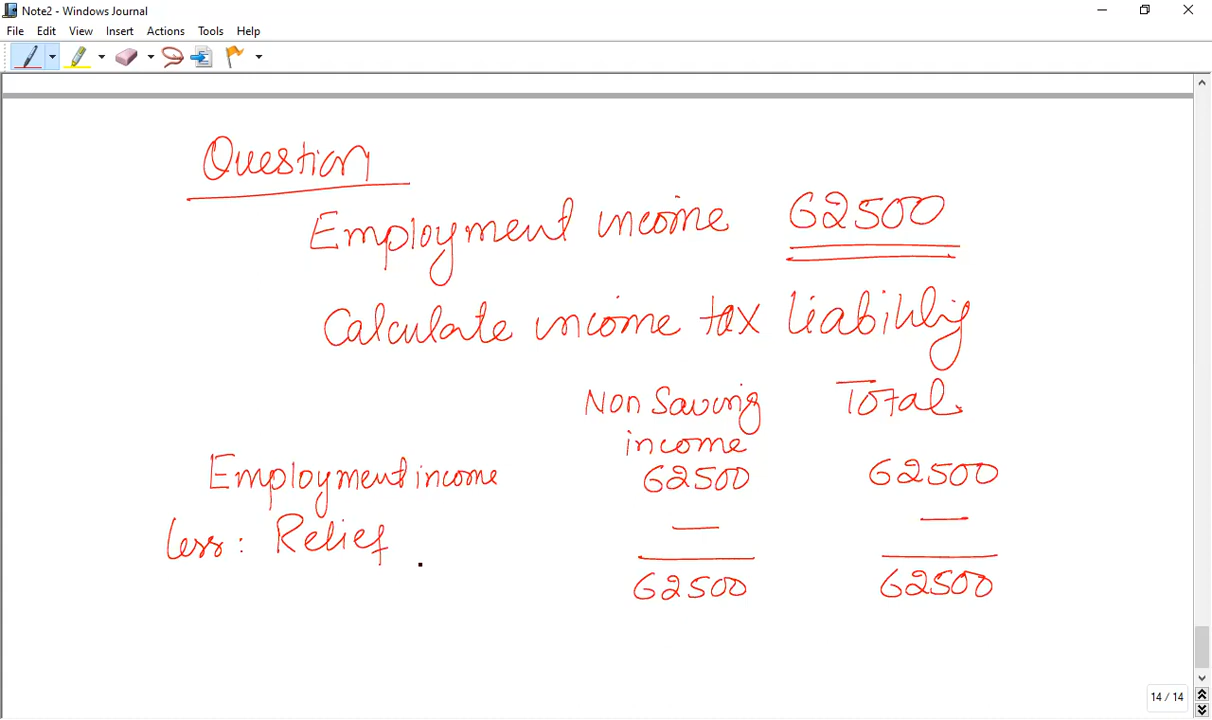 Note2 - Windows Journal
File Edit View Insert Actions Tools Help
Question
Employment income 62500
Calculate income tax liability
Non Saving Total
income
Employment income 62500 62500
less: Relief — —
62500 62500
14 / 14